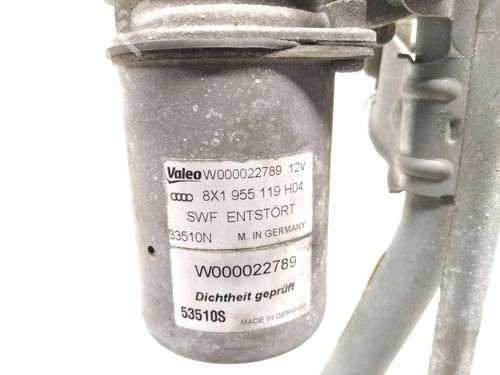 Valeo W000022789 12V
8X1 955 119 H04
SWF ENTSTÖRT
33510N M. IN GERMANY
W000022789
Dichtheit geprüft
53510S MADE IN GERMANY